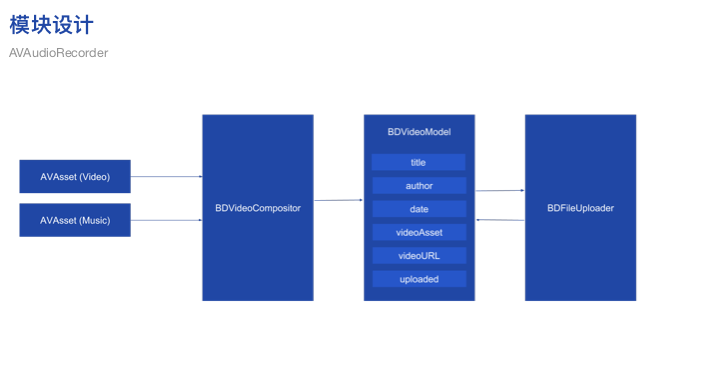 模块设计
AVAudioRecorder
AVAsset (Video)
AVAsset (Music)
BDVideoCompositor
BDVideoModel
title
author
date
videoAsset
videoURL
uploaded
BDFileUploader